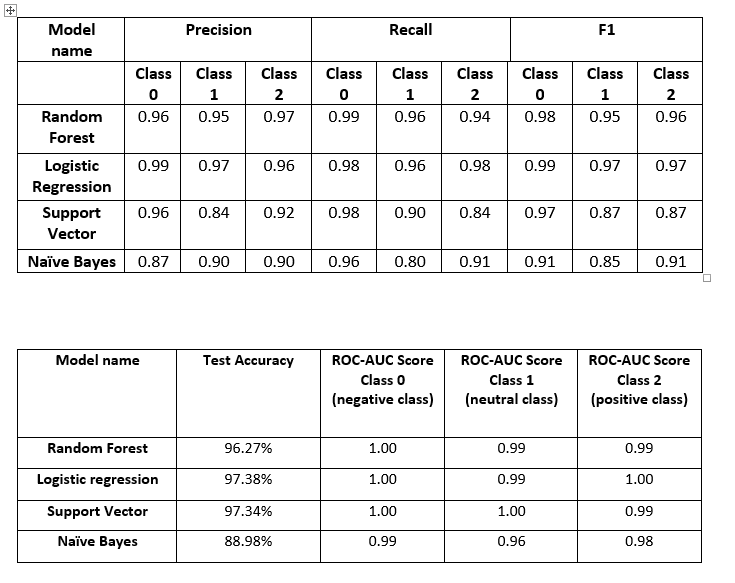 Model name Precision Recall F1
Class 0 Class 1 Class 2 Class 0 Class 1 Class 2 Class 0 Class 1 Class 2
Random Forest 0.96 0.95 0.97 0.99 0.96 0.94 0.98 0.95 0.96
Logistic Regression 0.99 0.97 0.96 0.98 0.96 0.98 0.99 0.97 0.97
Support Vector 0.96 0.84 0.92 0.98 0.90 0.84 0.97 0.87 0.87
Naïve Bayes 0.87 0.90 0.90 0.96 0.80 0.91 0.91 0.85 0.91
Model name Test Accuracy ROC-AUC Score Class 0 (negative class) ROC-AUC Score Class 1 (neutral class) ROC-AUC Score Class 2 (positive class)
Random Forest 96.27% 1.00 0.99 0.99
Logistic regression 97.38% 1.00 0.99 1.00
Support Vector 97.34% 1.00 1.00 0.99
Naïve Bayes 88.98% 0.99 0.96 0.98